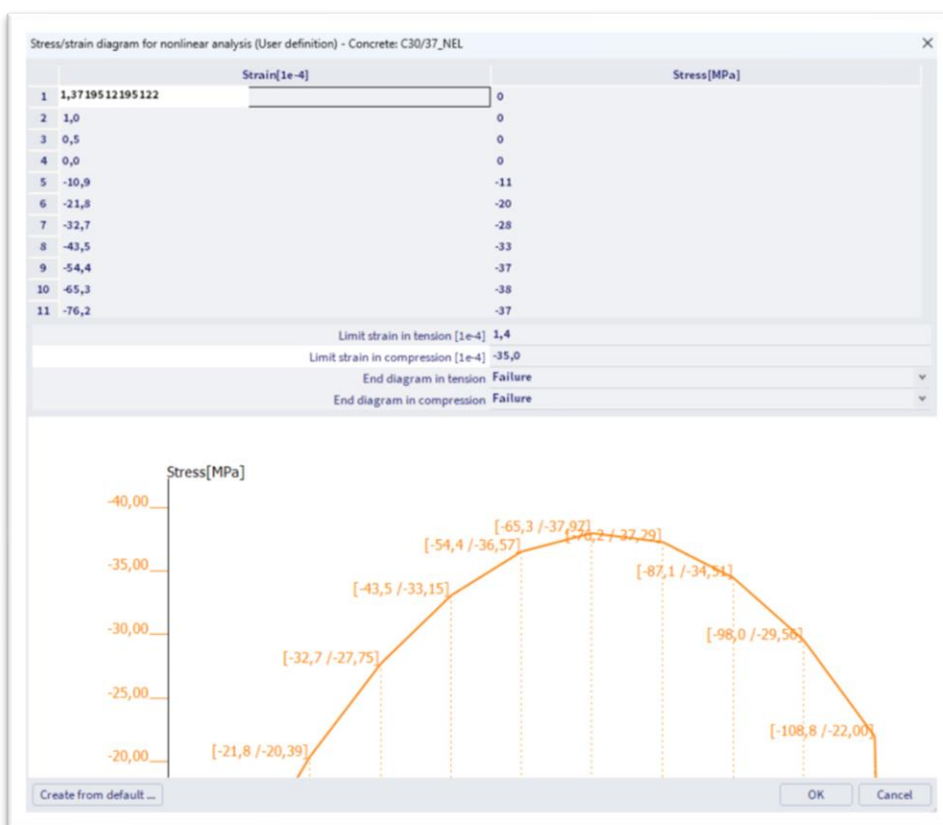 Stress/strain diagram for nonlinear analysis (User definition) - Concrete: C30/37_NEL
Strain[1e-4] Stress[MPa]
1 1,3719512195122 0
2 1,0 0
3 0,5 0
4 0,0 0
5 -10,9 -11
6 -21,8 -20
7 -32,7 -28
8 -43,5 -33
9 -54,4 -37
10 -65,3 -38
11 -76,2 -37
Limit strain in tension [1e-4] 1,4
Limit strain in compression [1e-4] -35,0
End diagram in tension Failure
End diagram in compression Failure
Stress[MPa]
-40,00
[-65,3 /-37,97]
[-76,2 /-37,29]
[-54,4 /-36,57]
-35,00
[-87,1 /-34,51]
[-43,5 /-33,15]
-30,00
[-98,0 /-29,56]
[-32,7 /-27,75]
-25,00
[-108,8 /-22,00]
[-21,8 /-20,39]
-20,00
Create from default ... OK Cancel